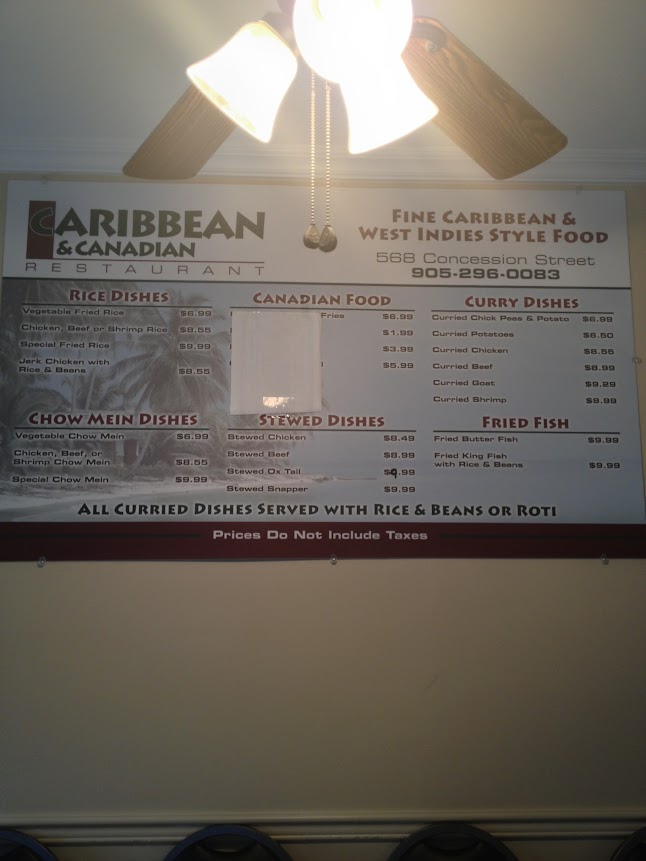 CARIBBEAN
& CANADIAN
RESTAURANT
FINE CARIBBEAN &
WEST INDIES STYLE FOOD
568 Concession Street
905-296-0083
RICE DISHES
Vegetable Fried Rice $6.99
Chicken, Beef or Shrimp Rice $8.55
Special Fried Rice $9.99
Jerk Chicken with
Rice & Beans $8.55
CANADIAN FOOD
Fries $6.99
$1.99
$3.99
$5.99
CURRY DISHES
Curried Chick Peas & Potato $6.99
Curried Potatoes $6.50
Curried Chicken $8.55
Curried Beef $8.99
Curried Goat $9.29
Curried Shrimp $9.99
CHOW MEIN DISHES
Vegetable Chow Mein $6.99
Chicken, Beef, or
Shrimp Chow Mein $8.55
Special Chow Mein $9.99
STEWED DISHES
Stewed Chicken $8.49
Stewed Beef $8.99
Stewed Ox Tail $9.99
Stewed Snapper $9.99
FRIED FISH
Fried Butter Fish $9.99
Fried King Fish
with Rice & Beans $9.99
ALL CURRIED DISHES SERVED WITH RICE & BEANS OR ROTI
Prices Do Not Include Taxes